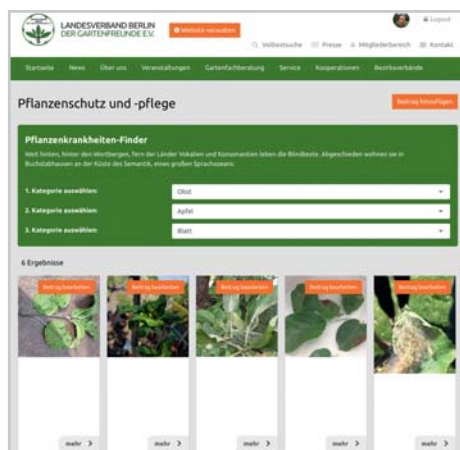 LANDESVERBAND BERLIN
DER GARTENFREUNDE E.V.
Website verwalten
Logout
Volltextsuche Presse Mitgliederbereich Kontakt
Startseite News Über uns Veranstaltungen Gartenfachberatung Service Kooperationen Bezirksverbände
Pflanzenschutz und -pflege
Beitrag hinzufügen
Pflanzenkrankheiten-Finder
Weit hinten, hinter den Wortbergen, fern der Länder Vokalien und Konsonantien leben die Blindtexte. Abgeschieden wohnen sie in
Buchstabhausen an der Küste des Semantik, eines großen Sprachozeans.
1. Kategorie auswählen: Obst
2. Kategorie auswählen: Apfel
3. Kategorie auswählen: Blatt
6 Ergebnisse
Beitrag bearbeiten Beitrag bearbeiten Beitrag bearbeiten Beitrag bearbeiten Beitrag bearbeiten
mehr mehr mehr mehr mehr